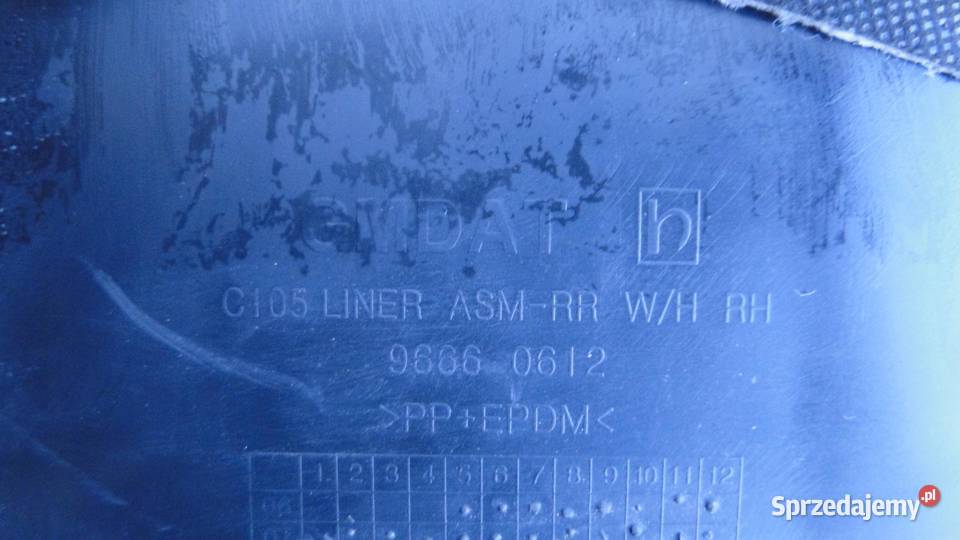 GMDAT h
C105 LINER ASM-RR W/H RH
9666 0612
>PP+EPDM<
1 2 3 4 5 6 7 8 9 10 11 12
Sprzedajemy.pl